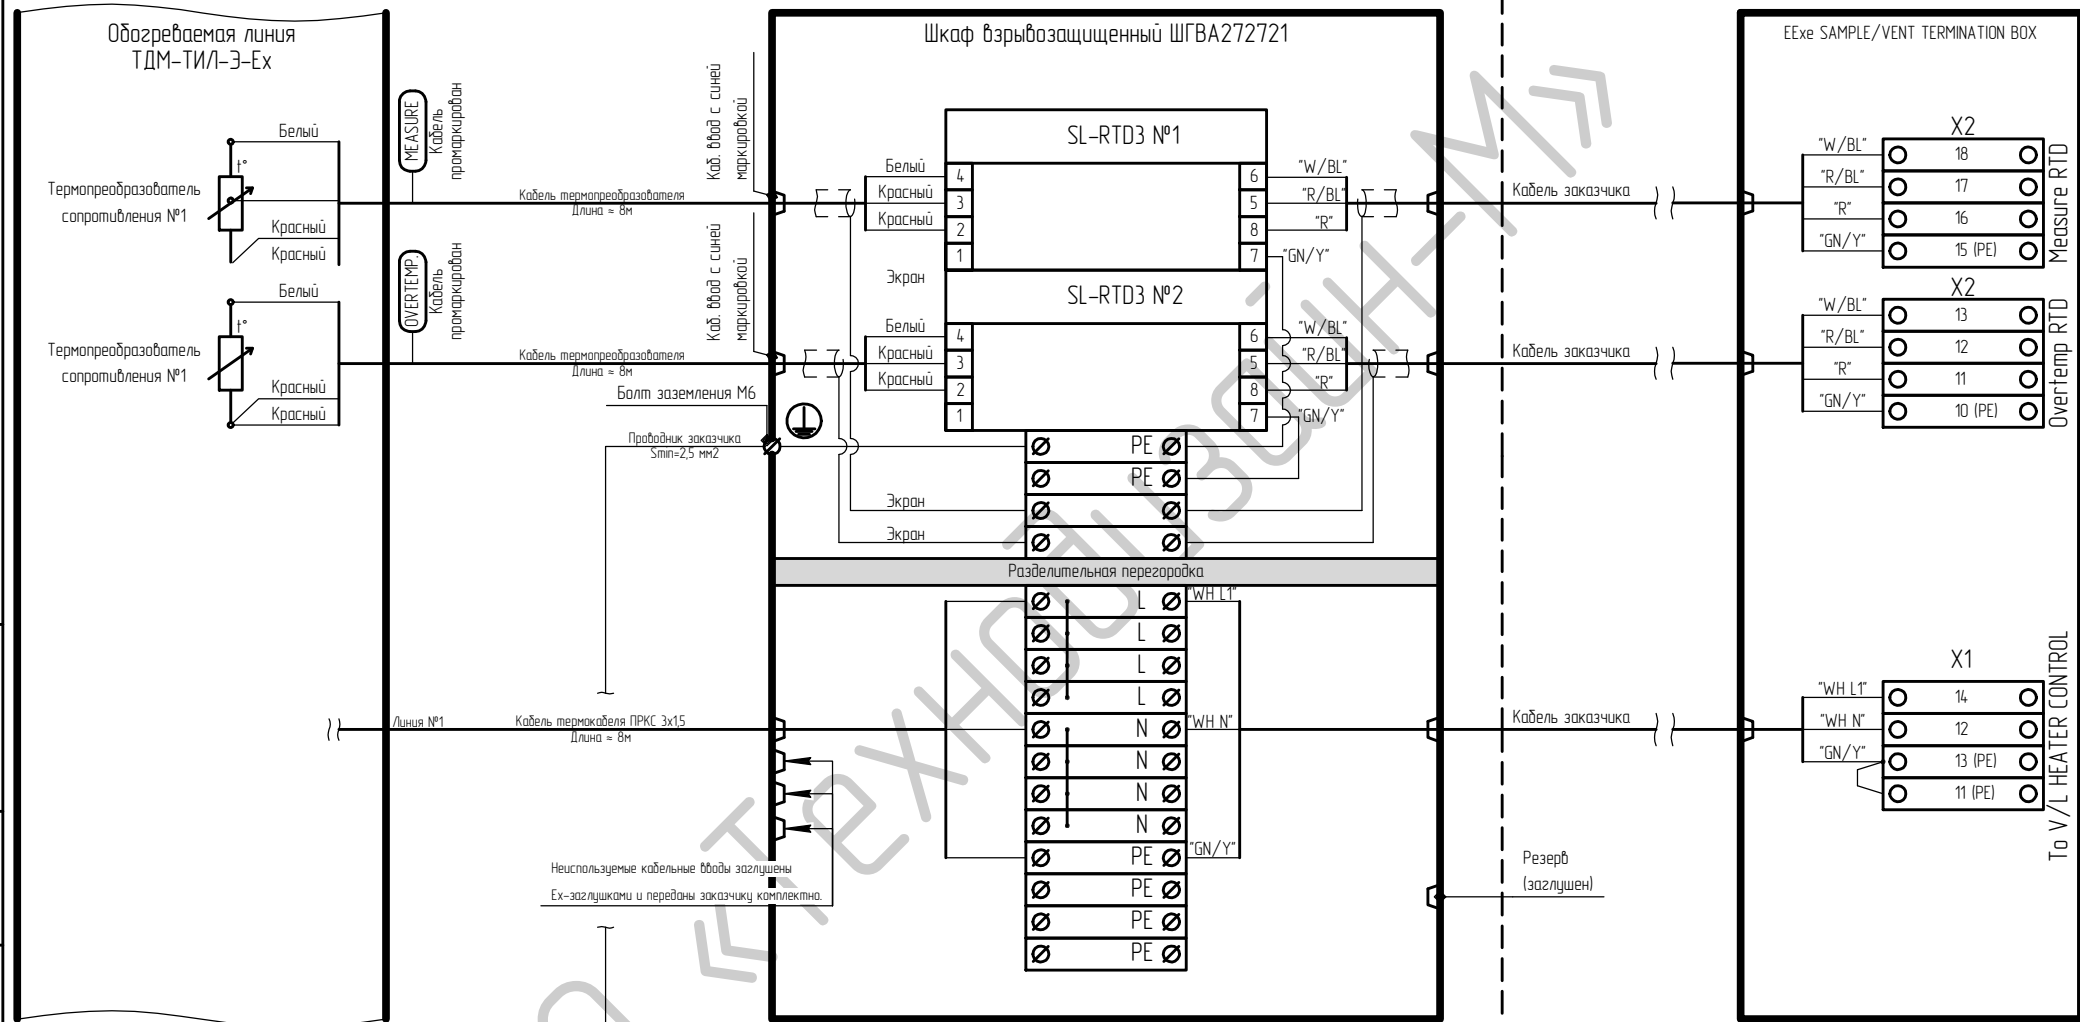 Обогреваемая линия
ТДМ-ТИЛ-Э-Ex
Белый
t°
Термопреобразователь
сопротивления №1
Красный
Красный
Белый
t°
Термопреобразователь
сопротивления №1
Красный
Красный
MEASURE
Кабель
промаркирован
OVERTEMP.
Кабель
промаркирован
Кабель термопреобразователя
Длина ≈ 8м
Кабель термопреобразователя
Длина ≈ 8м
Каб. ввод с синей
маркировкой
Каб. ввод с синей
маркировкой
Болт заземления М6
Проводник заказчика
Smin=2,5 мм2
Линия №1
Кабель термокабеля ПРКС 3х1,5
Длина ≈ 8м
Неиспользуемые кабельные вводы заглушены
Ex-заглушками и переданы заказчику комплектно.
Шкаф взрывозащищенный ШГВА272721
SL-RTD3 №1
Белый
Красный
Красный
4
3
2
1
6
5
8
7
"W/BL"
"R/BL"
"R"
"GN/Y"
Экран
SL-RTD3 №2
Белый
Красный
Красный
4
3
2
1
6
5
8
7
"W/BL"
"R/BL"
"R"
"GN/Y"
PE
PE
Экран
Экран
Разделительная перегородка
L
"WH L1"
L
L
L
N
"WH N"
N
N
N
PE
"GN/Y"
PE
PE
PE
Кабель заказчика
Кабель заказчика
Кабель заказчика
Резерв
(заглушен)
EExe SAMPLE/VENT TERMINATION BOX
X2
"W/BL"
18
"R/BL"
17
"R"
16
"GN/Y"
15 (PE)
Measure RTD
X2
"W/BL"
13
"R/BL"
12
"R"
11
"GN/Y"
10 (PE)
Overtemp RTD
X1
"WH L1"
14
"WH N"
12
"GN/Y"
13 (PE)
11 (PE)
To V/L HEATER CONTROL
«Технодизайн-М»